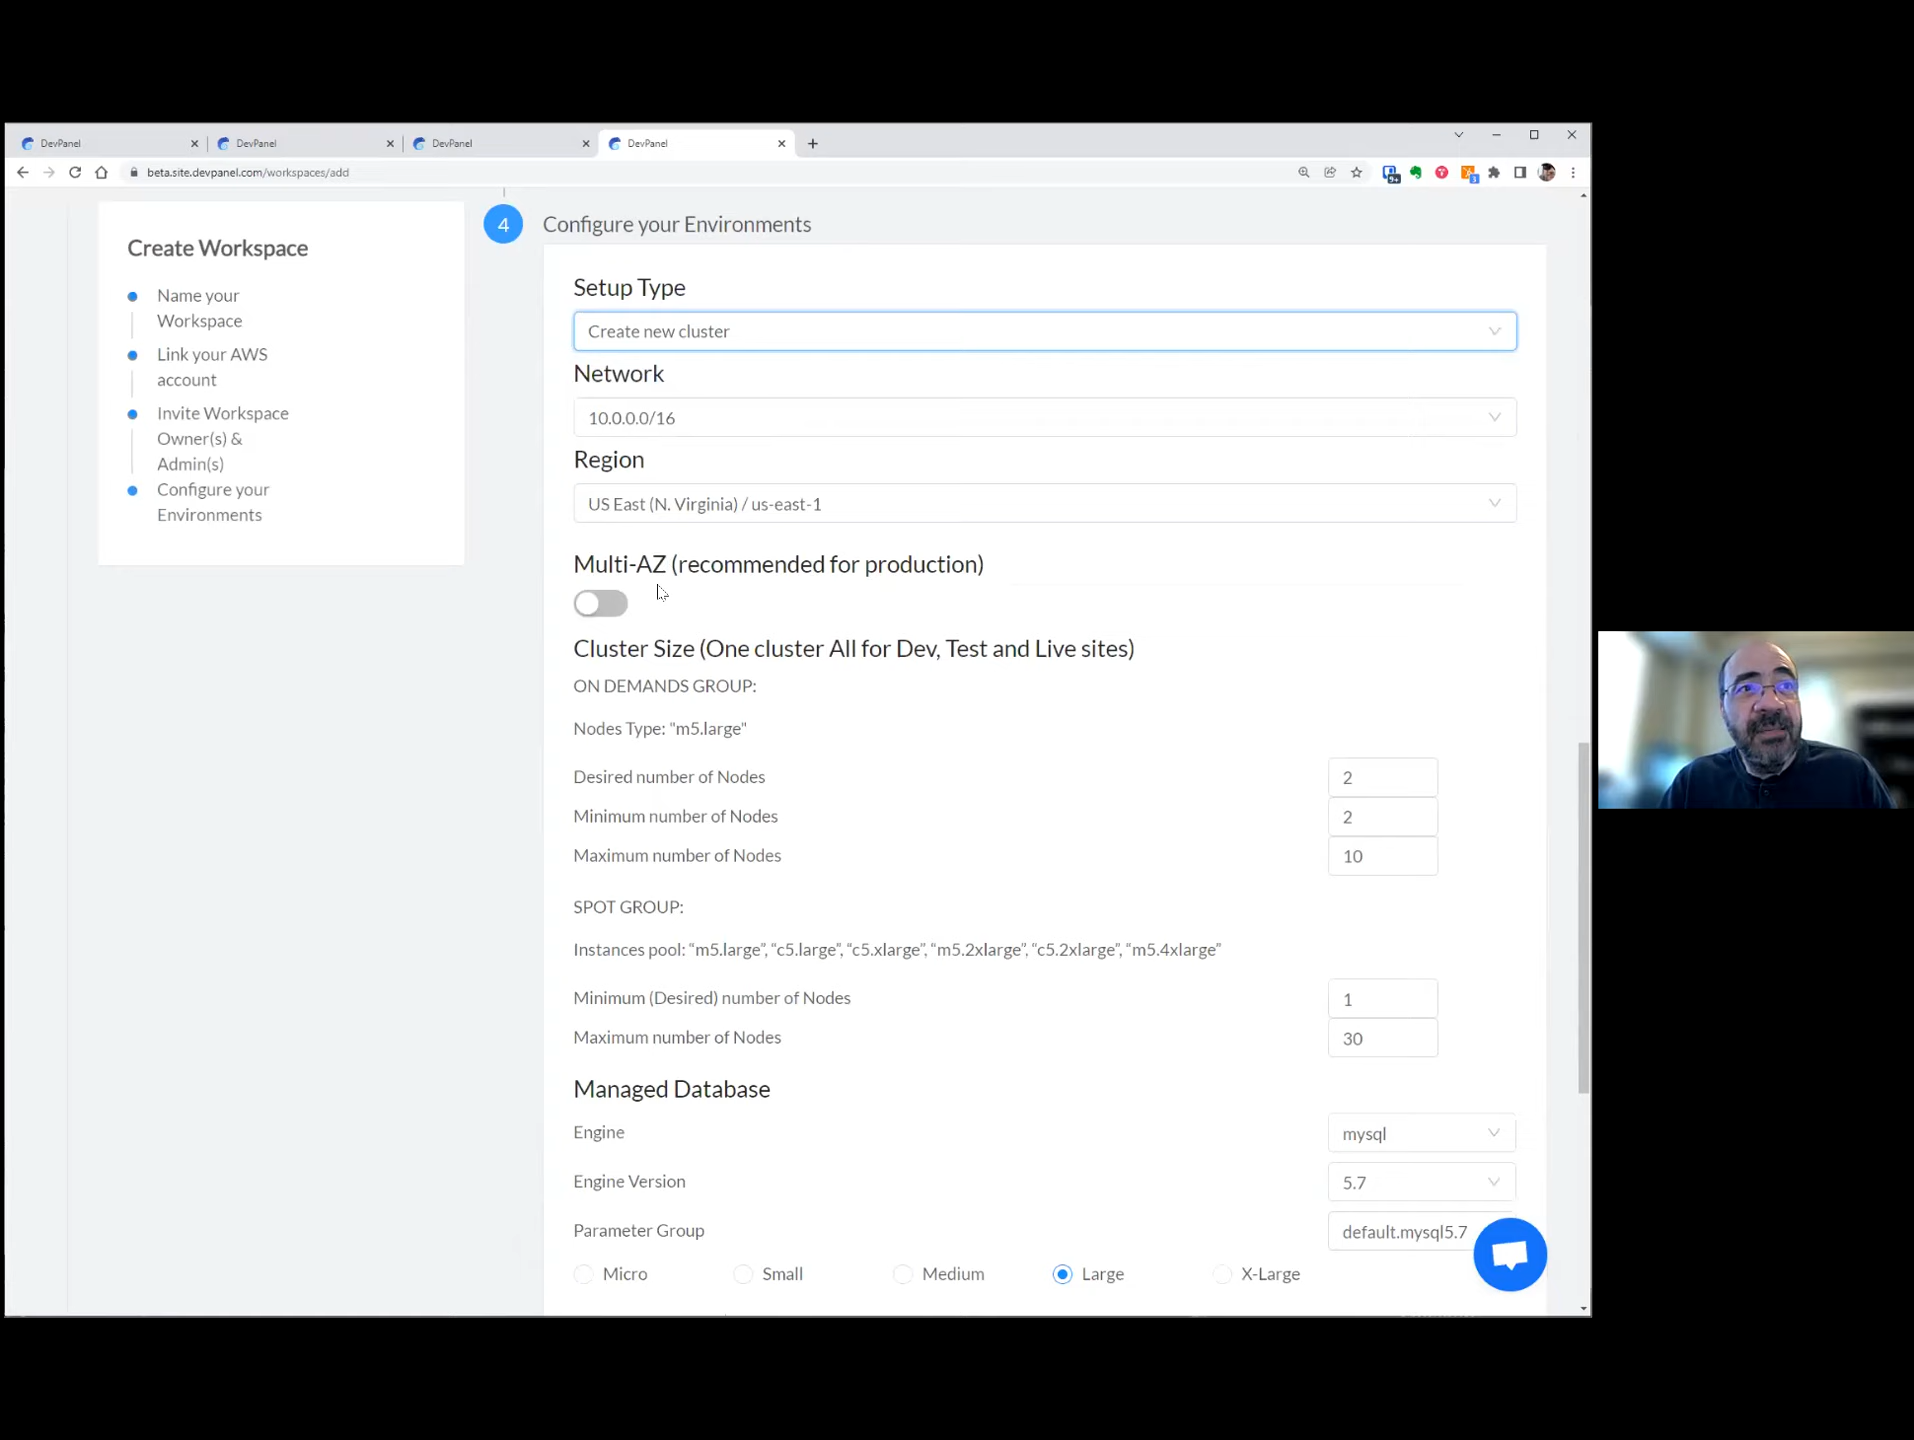 DevPanel
DevPanel
DevPanel
DevPanel
beta.site.devpanel.com/workspaces/add
9+
3
Create Workspace
Name your
Workspace
Link your AWS
account
Invite Workspace
Owner(s) &
Admin(s)
Configure your
Environments
4
Configure your Environments
Setup Type
Create new cluster
Network
10.0.0.0/16
Region
US East (N. Virginia) / us-east-1
Multi-AZ (recommended for production)
Cluster Size (One cluster All for Dev, Test and Live sites)
ON DEMANDS GROUP:
Nodes Type: "m5.large"
Desired number of Nodes 2
Minimum number of Nodes 2
Maximum number of Nodes 10
SPOT GROUP:
Instances pool: “m5.large”, “c5.large”, “c5.xlarge”, “m5.2xlarge”, “c5.2xlarge”, “m5.4xlarge”
Minimum (Desired) number of Nodes 1
Maximum number of Nodes 30
Managed Database
Engine mysql
Engine Version 5.7
Parameter Group default.mysql5.7
Micro Small Medium Large X-Large